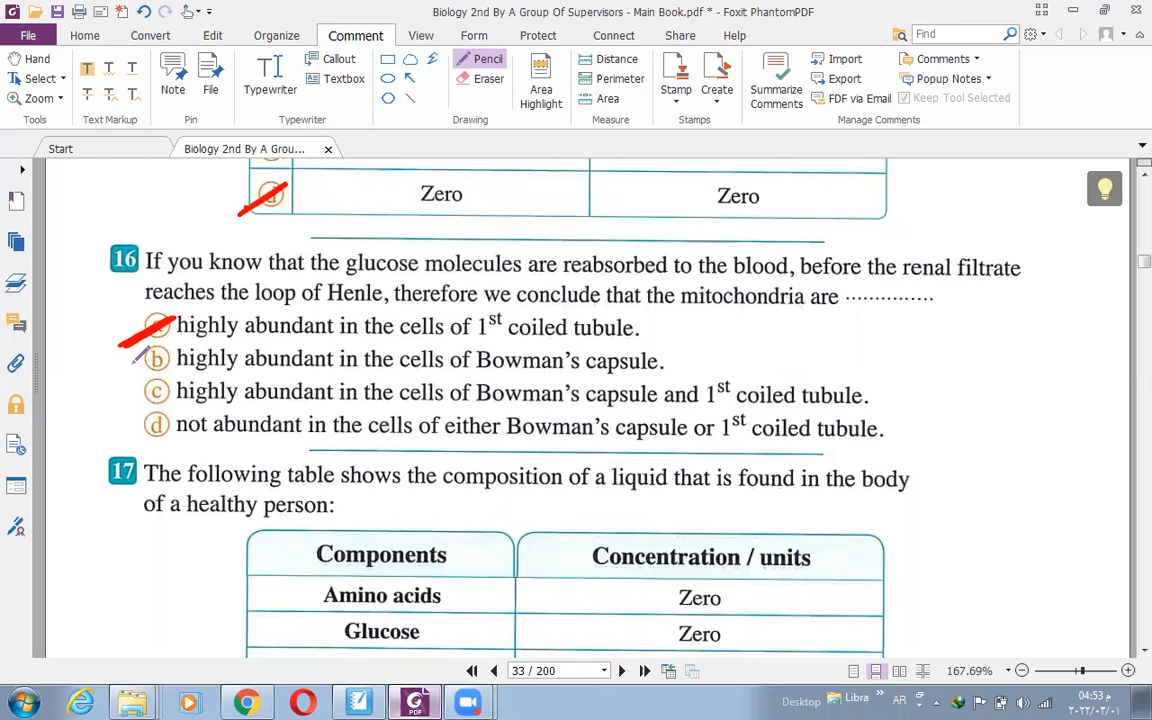 Biology 2nd By A Group Of Supervisors - Main Book.pdf * - Foxit PhantomPDF
File Home Convert Edit Organize Comment View Form Protect Connect Share Help Find
Hand Select Zoom Tools
T T T T T T Text Markup
Note File Pin
Typewriter Callout Textbox Typewriter
Pencil Eraser Drawing
Area Highlight
Distance Perimeter Area Measure
Stamp Create Stamps
Summarize Comments Import Export FDF via Email Comments Popup Notes Keep Tool Selected Manage Comments
Start Biology 2nd By A Grou...
d Zero Zero
16 If you know that the glucose molecules are reabsorbed to the blood, before the renal filtrate
reaches the loop of Henle, therefore we conclude that the mitochondria are ...............
a highly abundant in the cells of 1st coiled tubule.
b highly abundant in the cells of Bowman's capsule.
c highly abundant in the cells of Bowman's capsule and 1st coiled tubule.
d not abundant in the cells of either Bowman's capsule or 1st coiled tubule.
17 The following table shows the composition of a liquid that is found in the body
of a healthy person:
Components Concentration / units
Amino acids Zero
Glucose Zero
33 / 200 167.69%
PDF Desktop Libra » AR 04:53 م
٢٠٢٢/٠٣/٠١